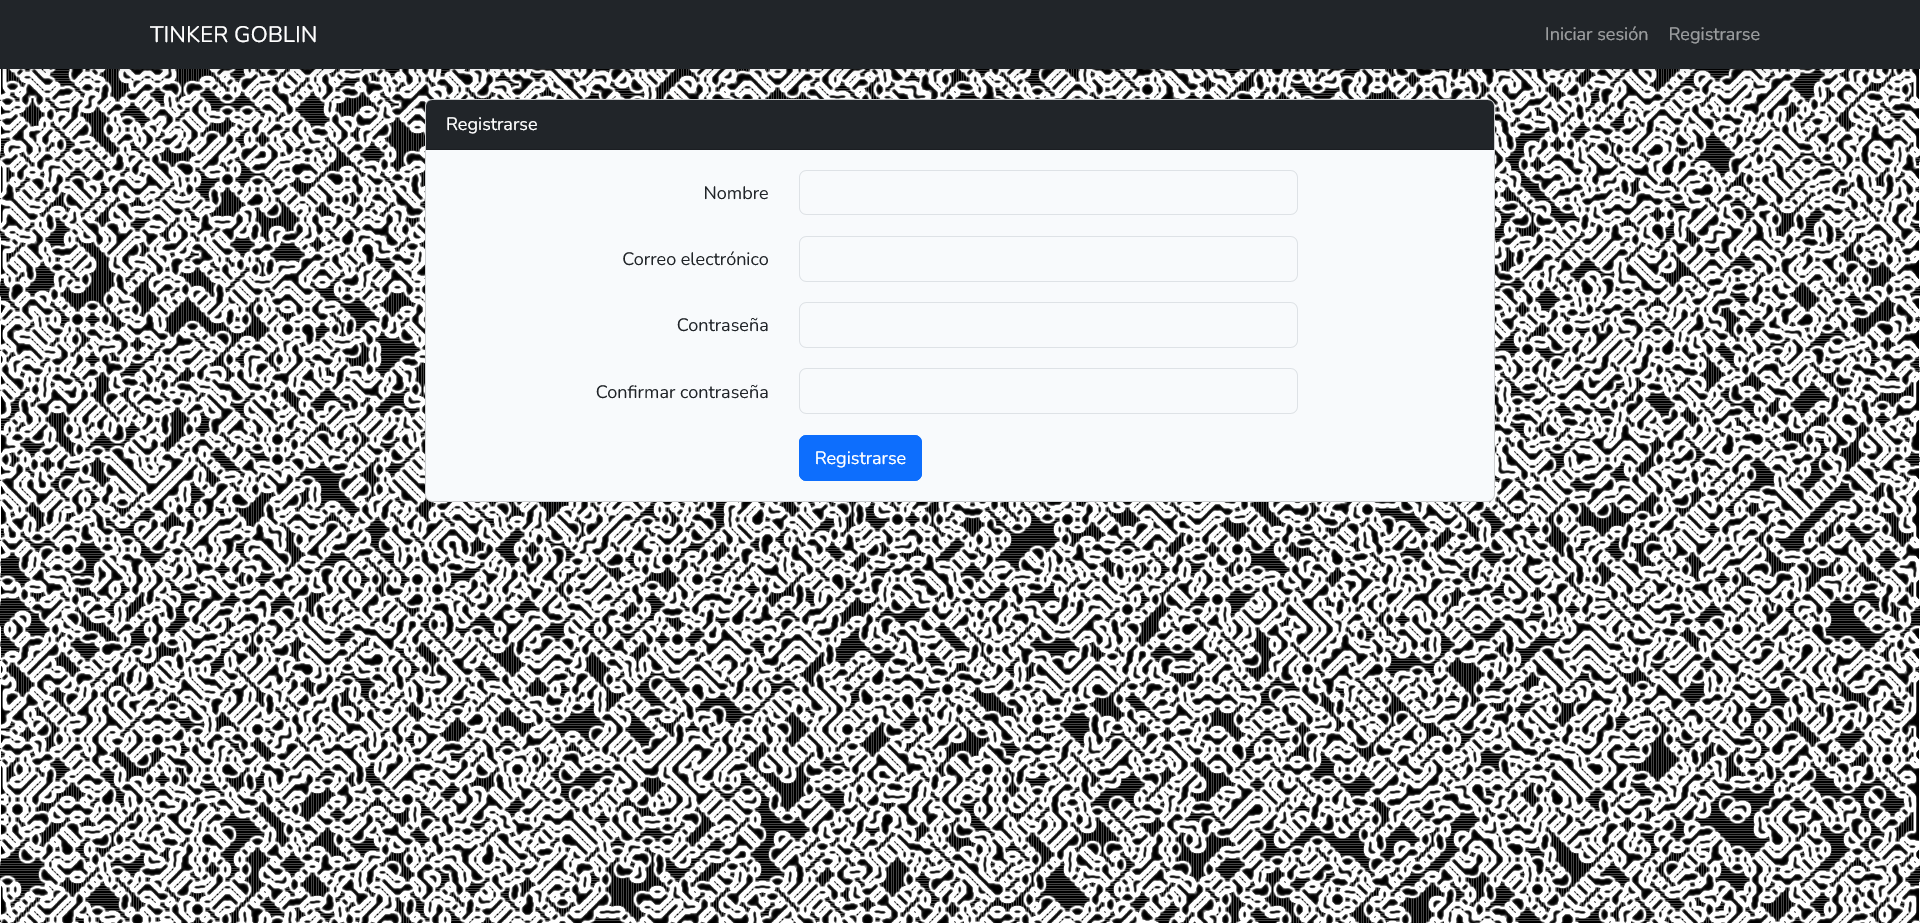 TINKER GOBLIN
Iniciar sesión Registrarse
Registrarse
Nombre
Correo electrónico
Contraseña
Confirmar contraseña
Registrarse